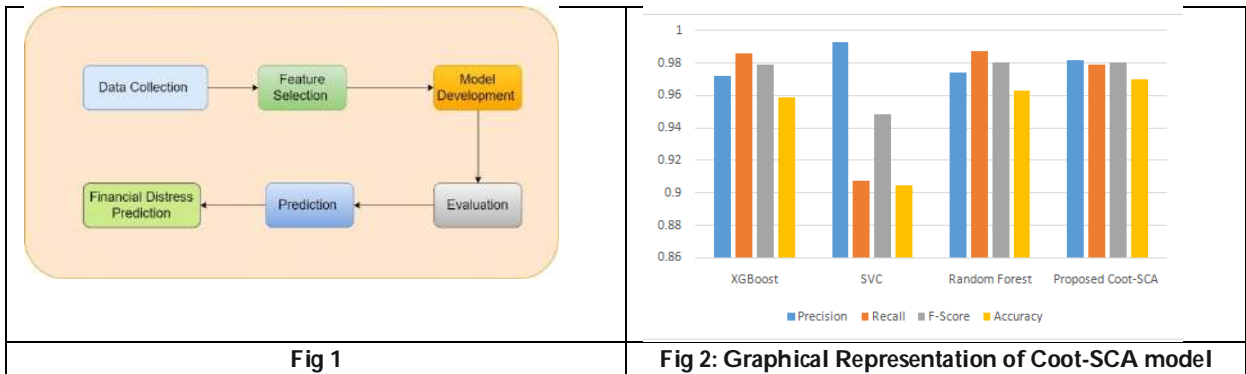 Data Collection
Feature
Selection
Model
Development
Financial Distress
Prediction
Prediction
Evaluation
Fig 1
1
0.98
0.96
0.94
0.92
0.9
0.88
0.86
XGBoost
SVC
Random Forest
Proposed Coot-SCA
Precision
Recall
F-Score
Accuracy
Fig 2: Graphical Representation of Coot-SCA model